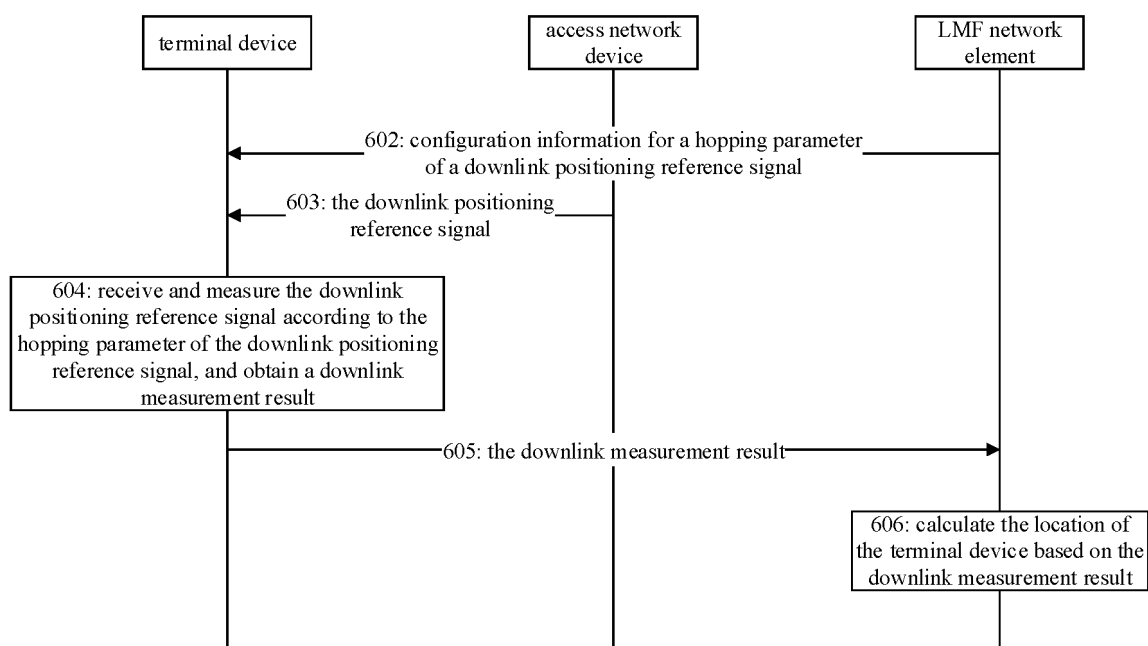 terminal device
access network
device
LMF network
element
602: configuration information for a hopping parameter
of a downlink positioning reference signal
603: the downlink positioning
reference signal
604: receive and measure the downlink
positioning reference signal according to the
hopping parameter of the downlink positioning
reference signal, and obtain a downlink
measurement result
605: the downlink measurement result
606: calculate the location of
the terminal device based on the
downlink measurement result